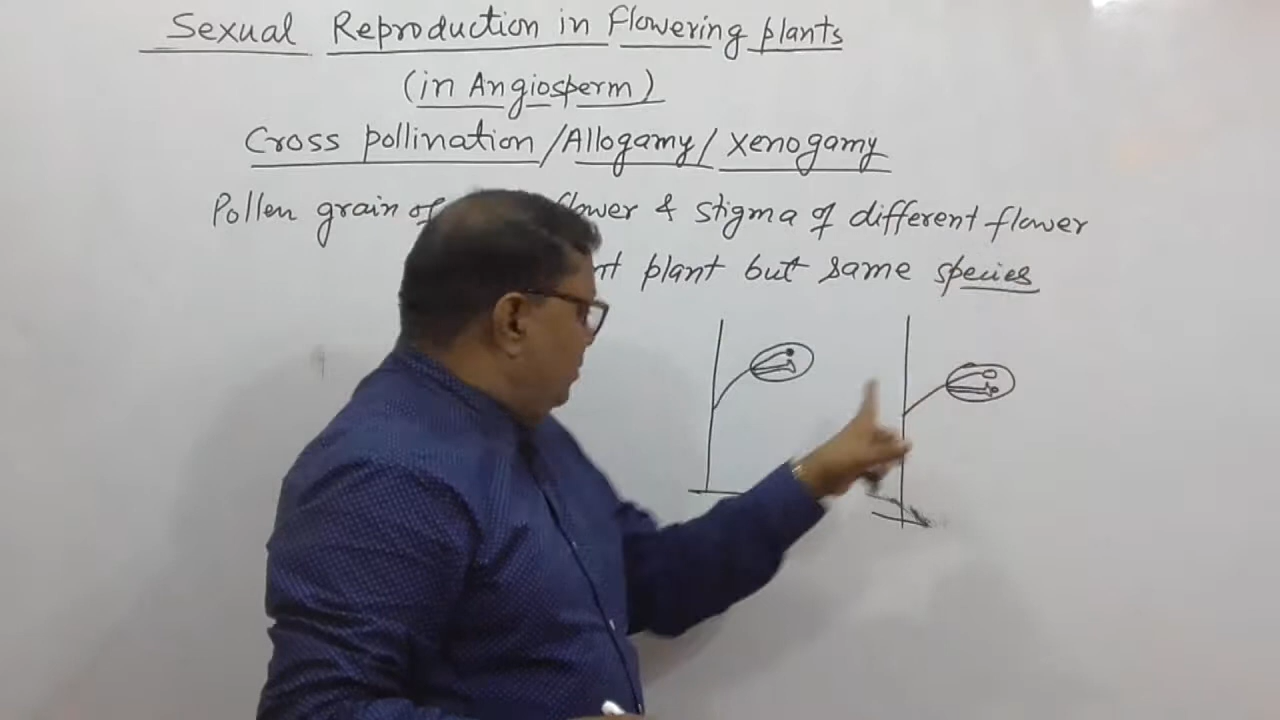 Sexual Reproduction in Flowering plants
(in Angiosperm)
Cross pollination / Allogamy / Xenogamy
Pollen grain of flower & stigma of different flower
plant but same species